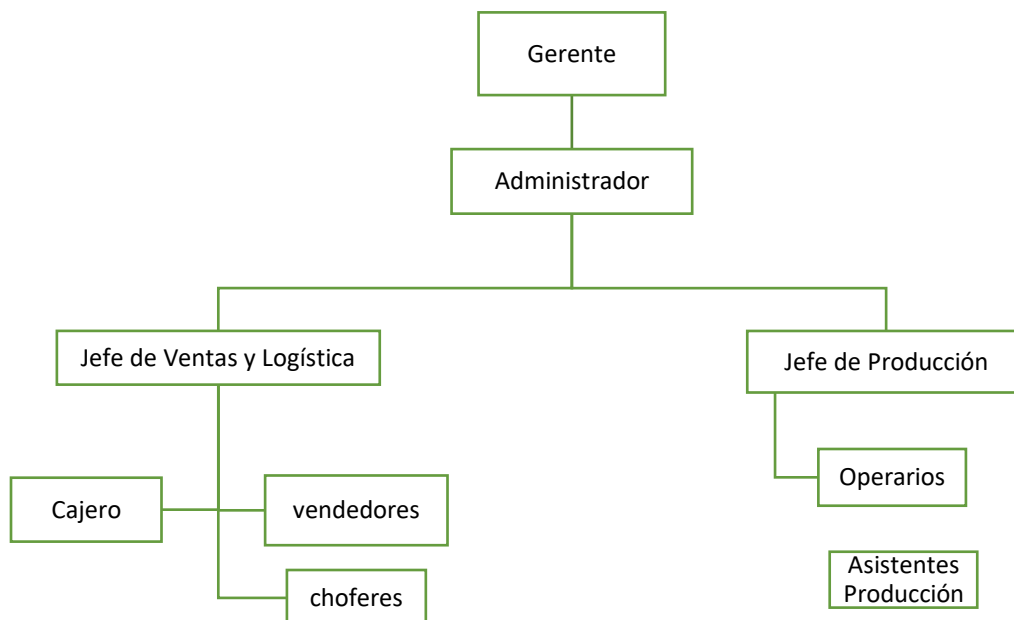 Gerente
Administrador
Jefe de Ventas y Logística
Jefe de Producción
Operarios
Cajero
vendedores
Asistentes
Producción
choferes